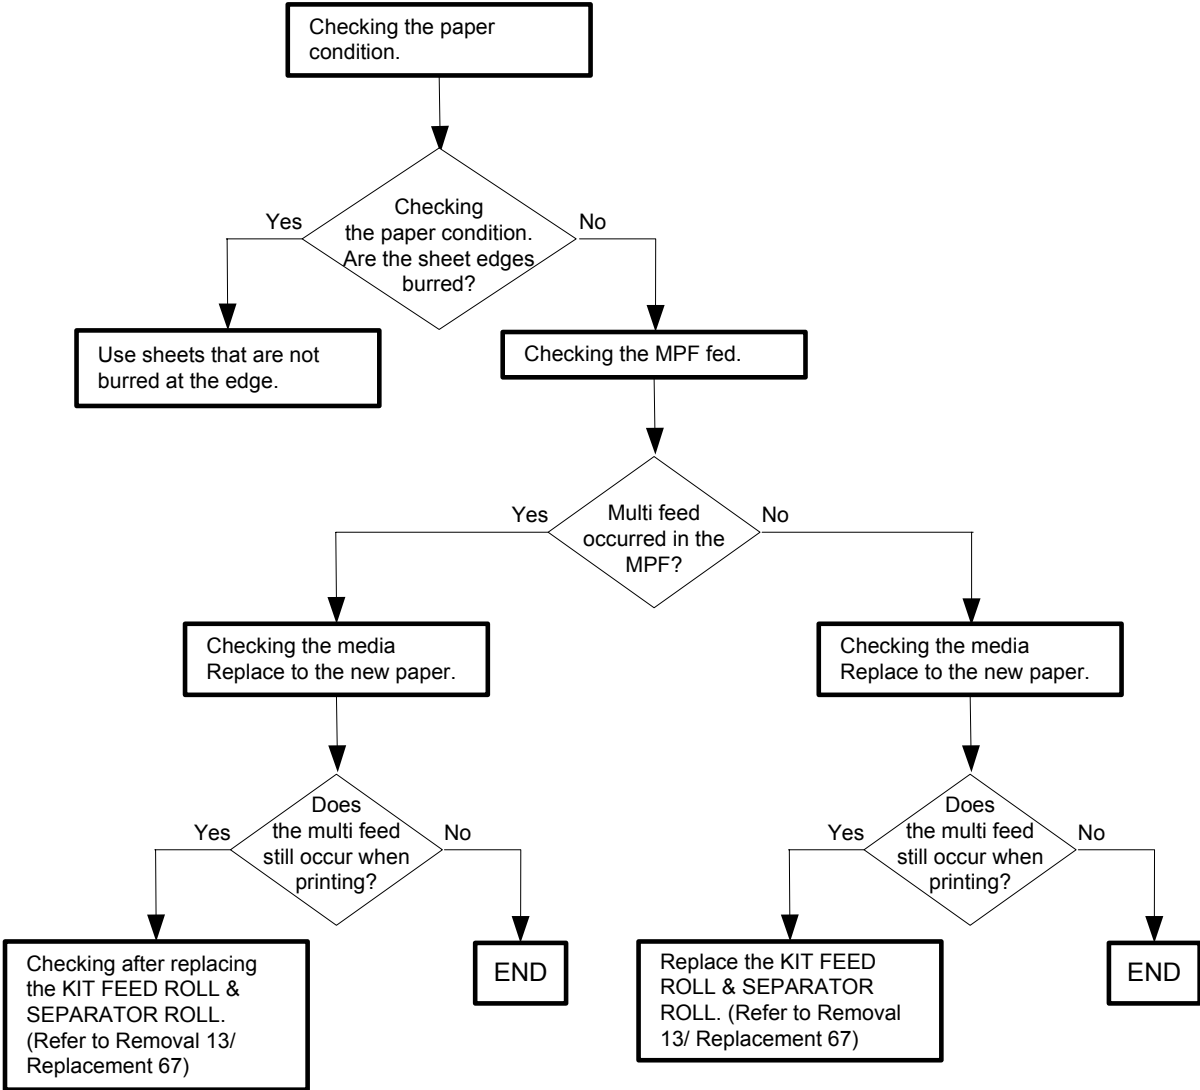 Checking the paper
condition.
Checking
the paper condition.
Are the sheet edges
burred?
Yes
No
Use sheets that are not
burred at the edge.
Checking the MPF fed.
Multi feed
occurred in the
MPF?
Yes
No
Checking the media
Replace to the new paper.
Checking the media
Replace to the new paper.
Does
the multi feed
still occur when
printing?
Yes
No
Does
the multi feed
still occur when
printing?
Yes
No
Checking after replacing
the KIT FEED ROLL &
SEPARATOR ROLL.
(Refer to Removal 13/
Replacement 67)
END
Replace the KIT FEED
ROLL & SEPARATOR
ROLL. (Refer to Removal
13/ Replacement 67)
END